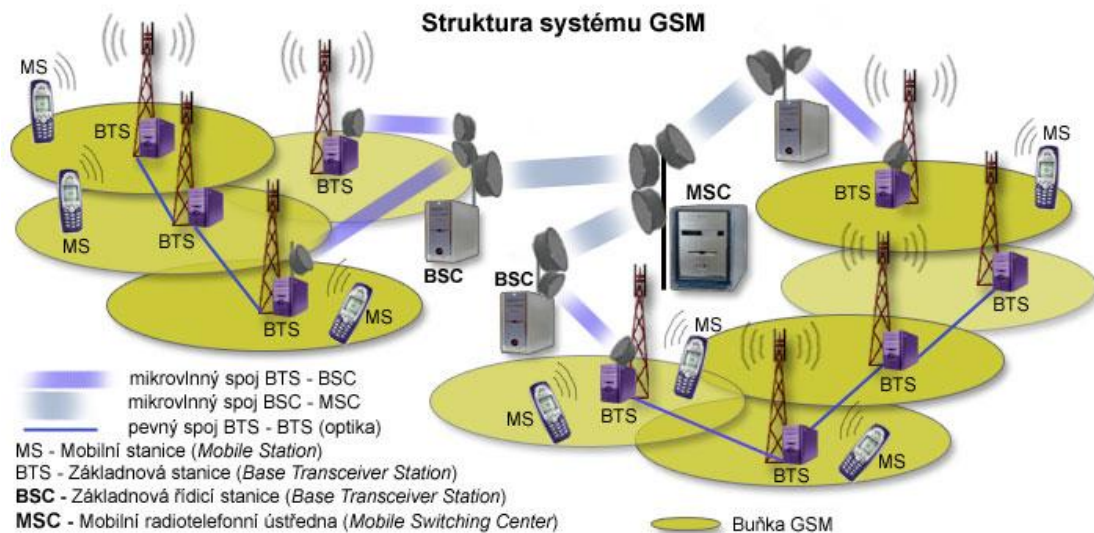 Struktura systému GSM
MS
BTS
MS
BTS
BTS
BTS
MS
BSC
BSC
MSC
MS
BTS
MS
BTS
BTS
MS
BTS
MS
BTS
MS
mikrovlnný spoj BTS - BSC
mikrovlnný spoj BSC - MSC
pevný spoj BTS - BTS (optika)
MS - Mobilní stanice (Mobile Station)
BTS - Základnová stanice (Base Transceiver Station)
BSC - Základnová řídicí stanice (Base Transceiver Station)
MSC - Mobilní radiotelefonní ústředna (Mobile Switching Center)
Buňka GSM